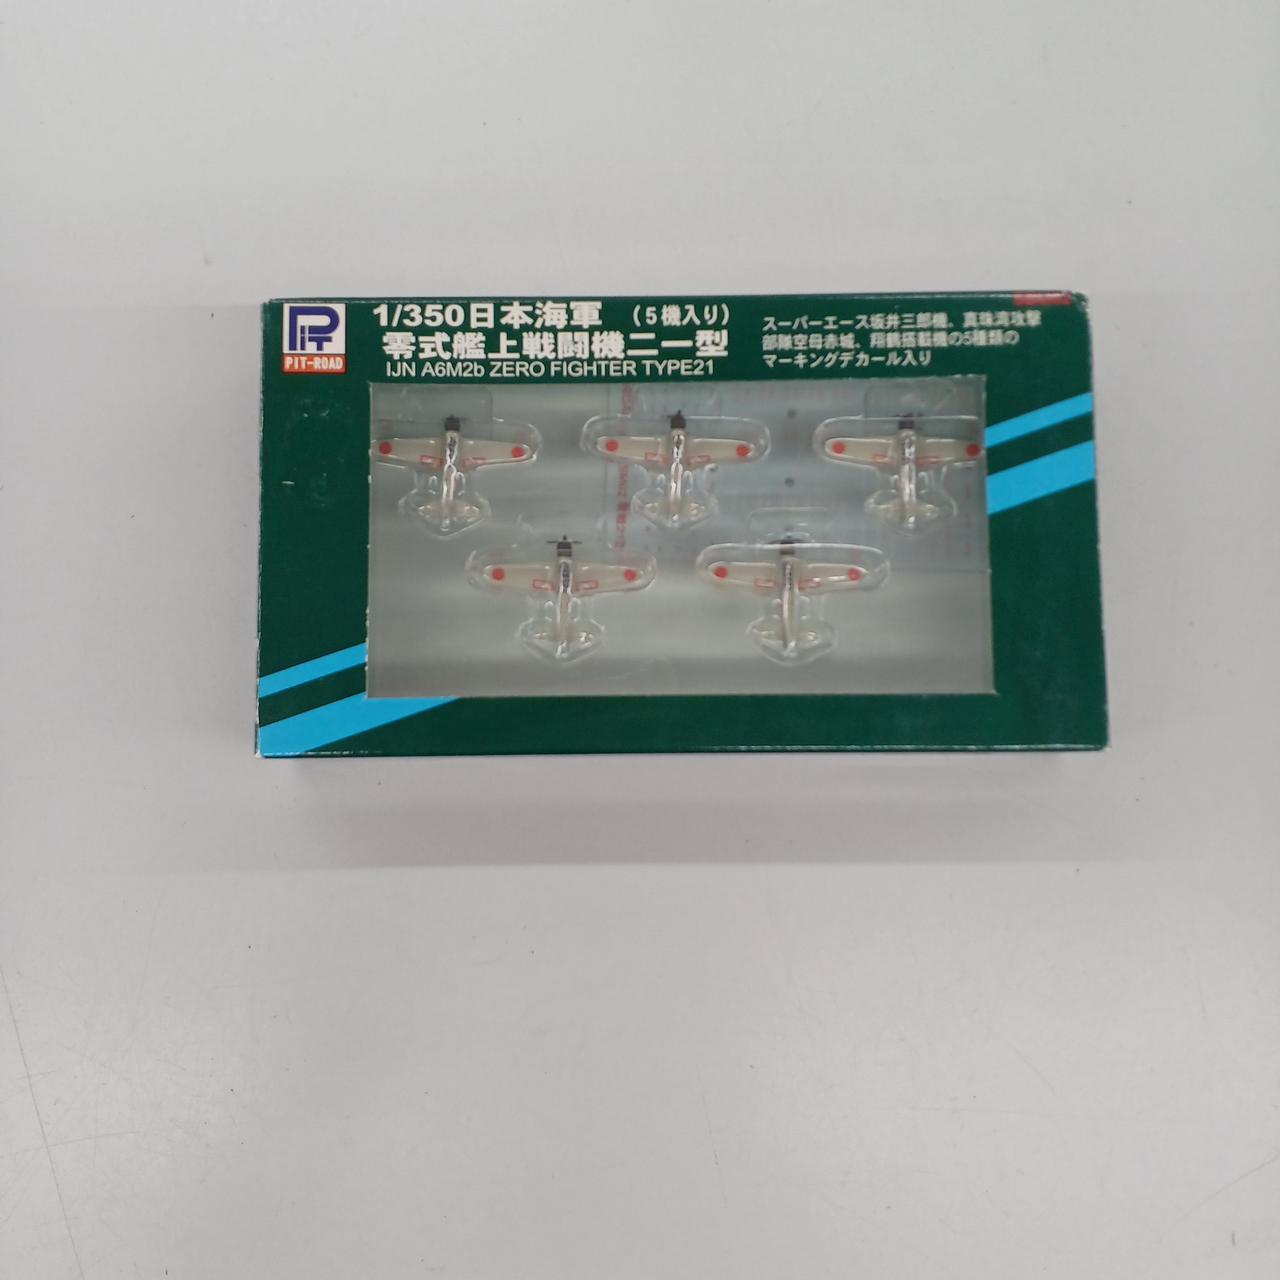 PIT
PIT-ROAD
1/350日本海軍 (5機入り)
零式艦上戦闘機二一型
IJN A6M2b ZERO FIGHTER TYPE21
スーパーエース坂井三郎機、真珠湾攻撃
部隊空母赤城、翔鶴搭載機の5種類の
マーキングデカール入り